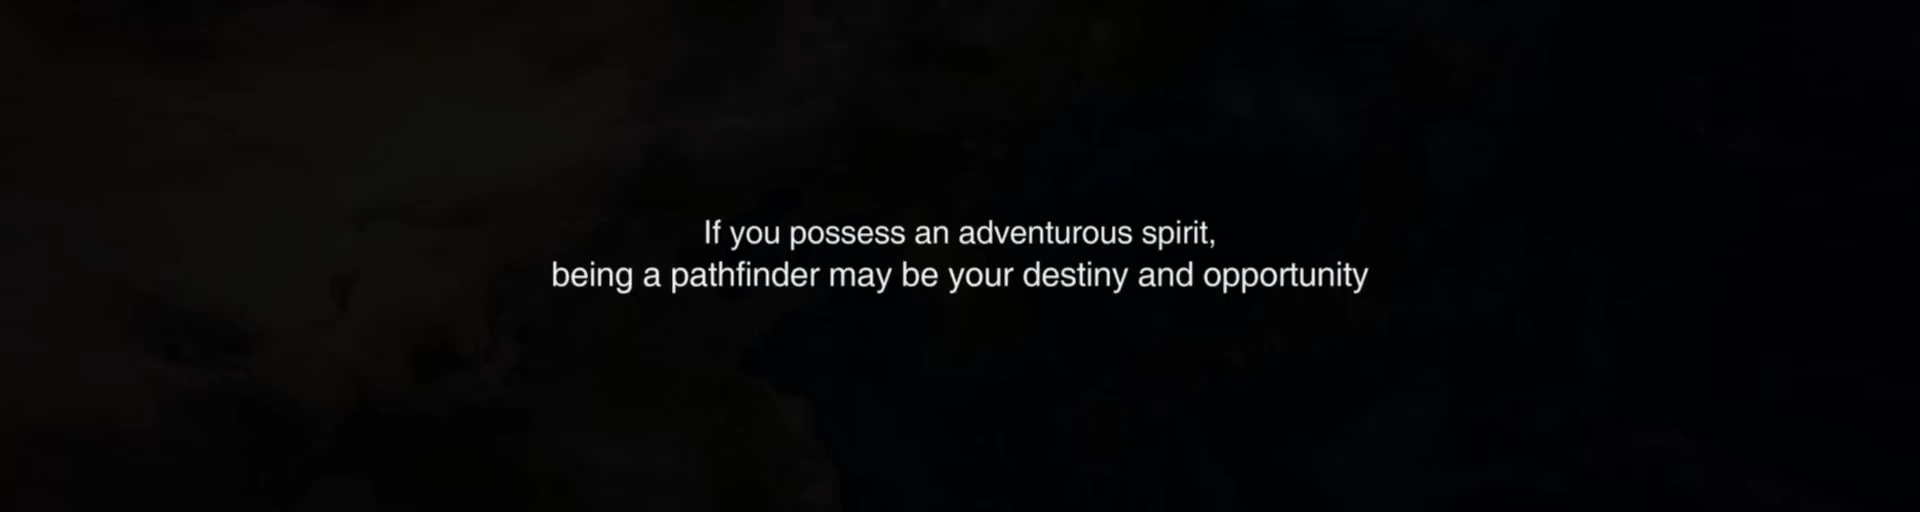 If you possess an adventurous spirit,
being a pathfinder may be your destiny and opportunity